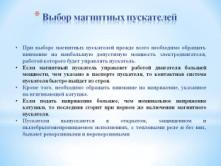 * Выбор магнитных пускателей
• При выборе магнитных пускателей прежде всего необходимо обращать
внимание на наибольшую допустимую мощность электродвигателя,
работой которого будет управлять пускатель.
• Если магнитный пускатель управляет работой двигателя большей
мощности, чем указано в паспорте пускателя, то контактная система
пускателя быстро выйдет из строя.
• Кроме того, необходимо обращать внимание на напряжение, указанное
на втягивающей катушке.
• Если подать напряжение больше, чем номинальное напряжение
катушки, то последняя сгорит при первом же включении магнитного
пускателя.
• Пускатели выпускаются в открытом, защищенном и
пылебрызгонепроницаемом исполнениях, с тепловыми реле и без них,
бывают реверсивными и нереверсивными